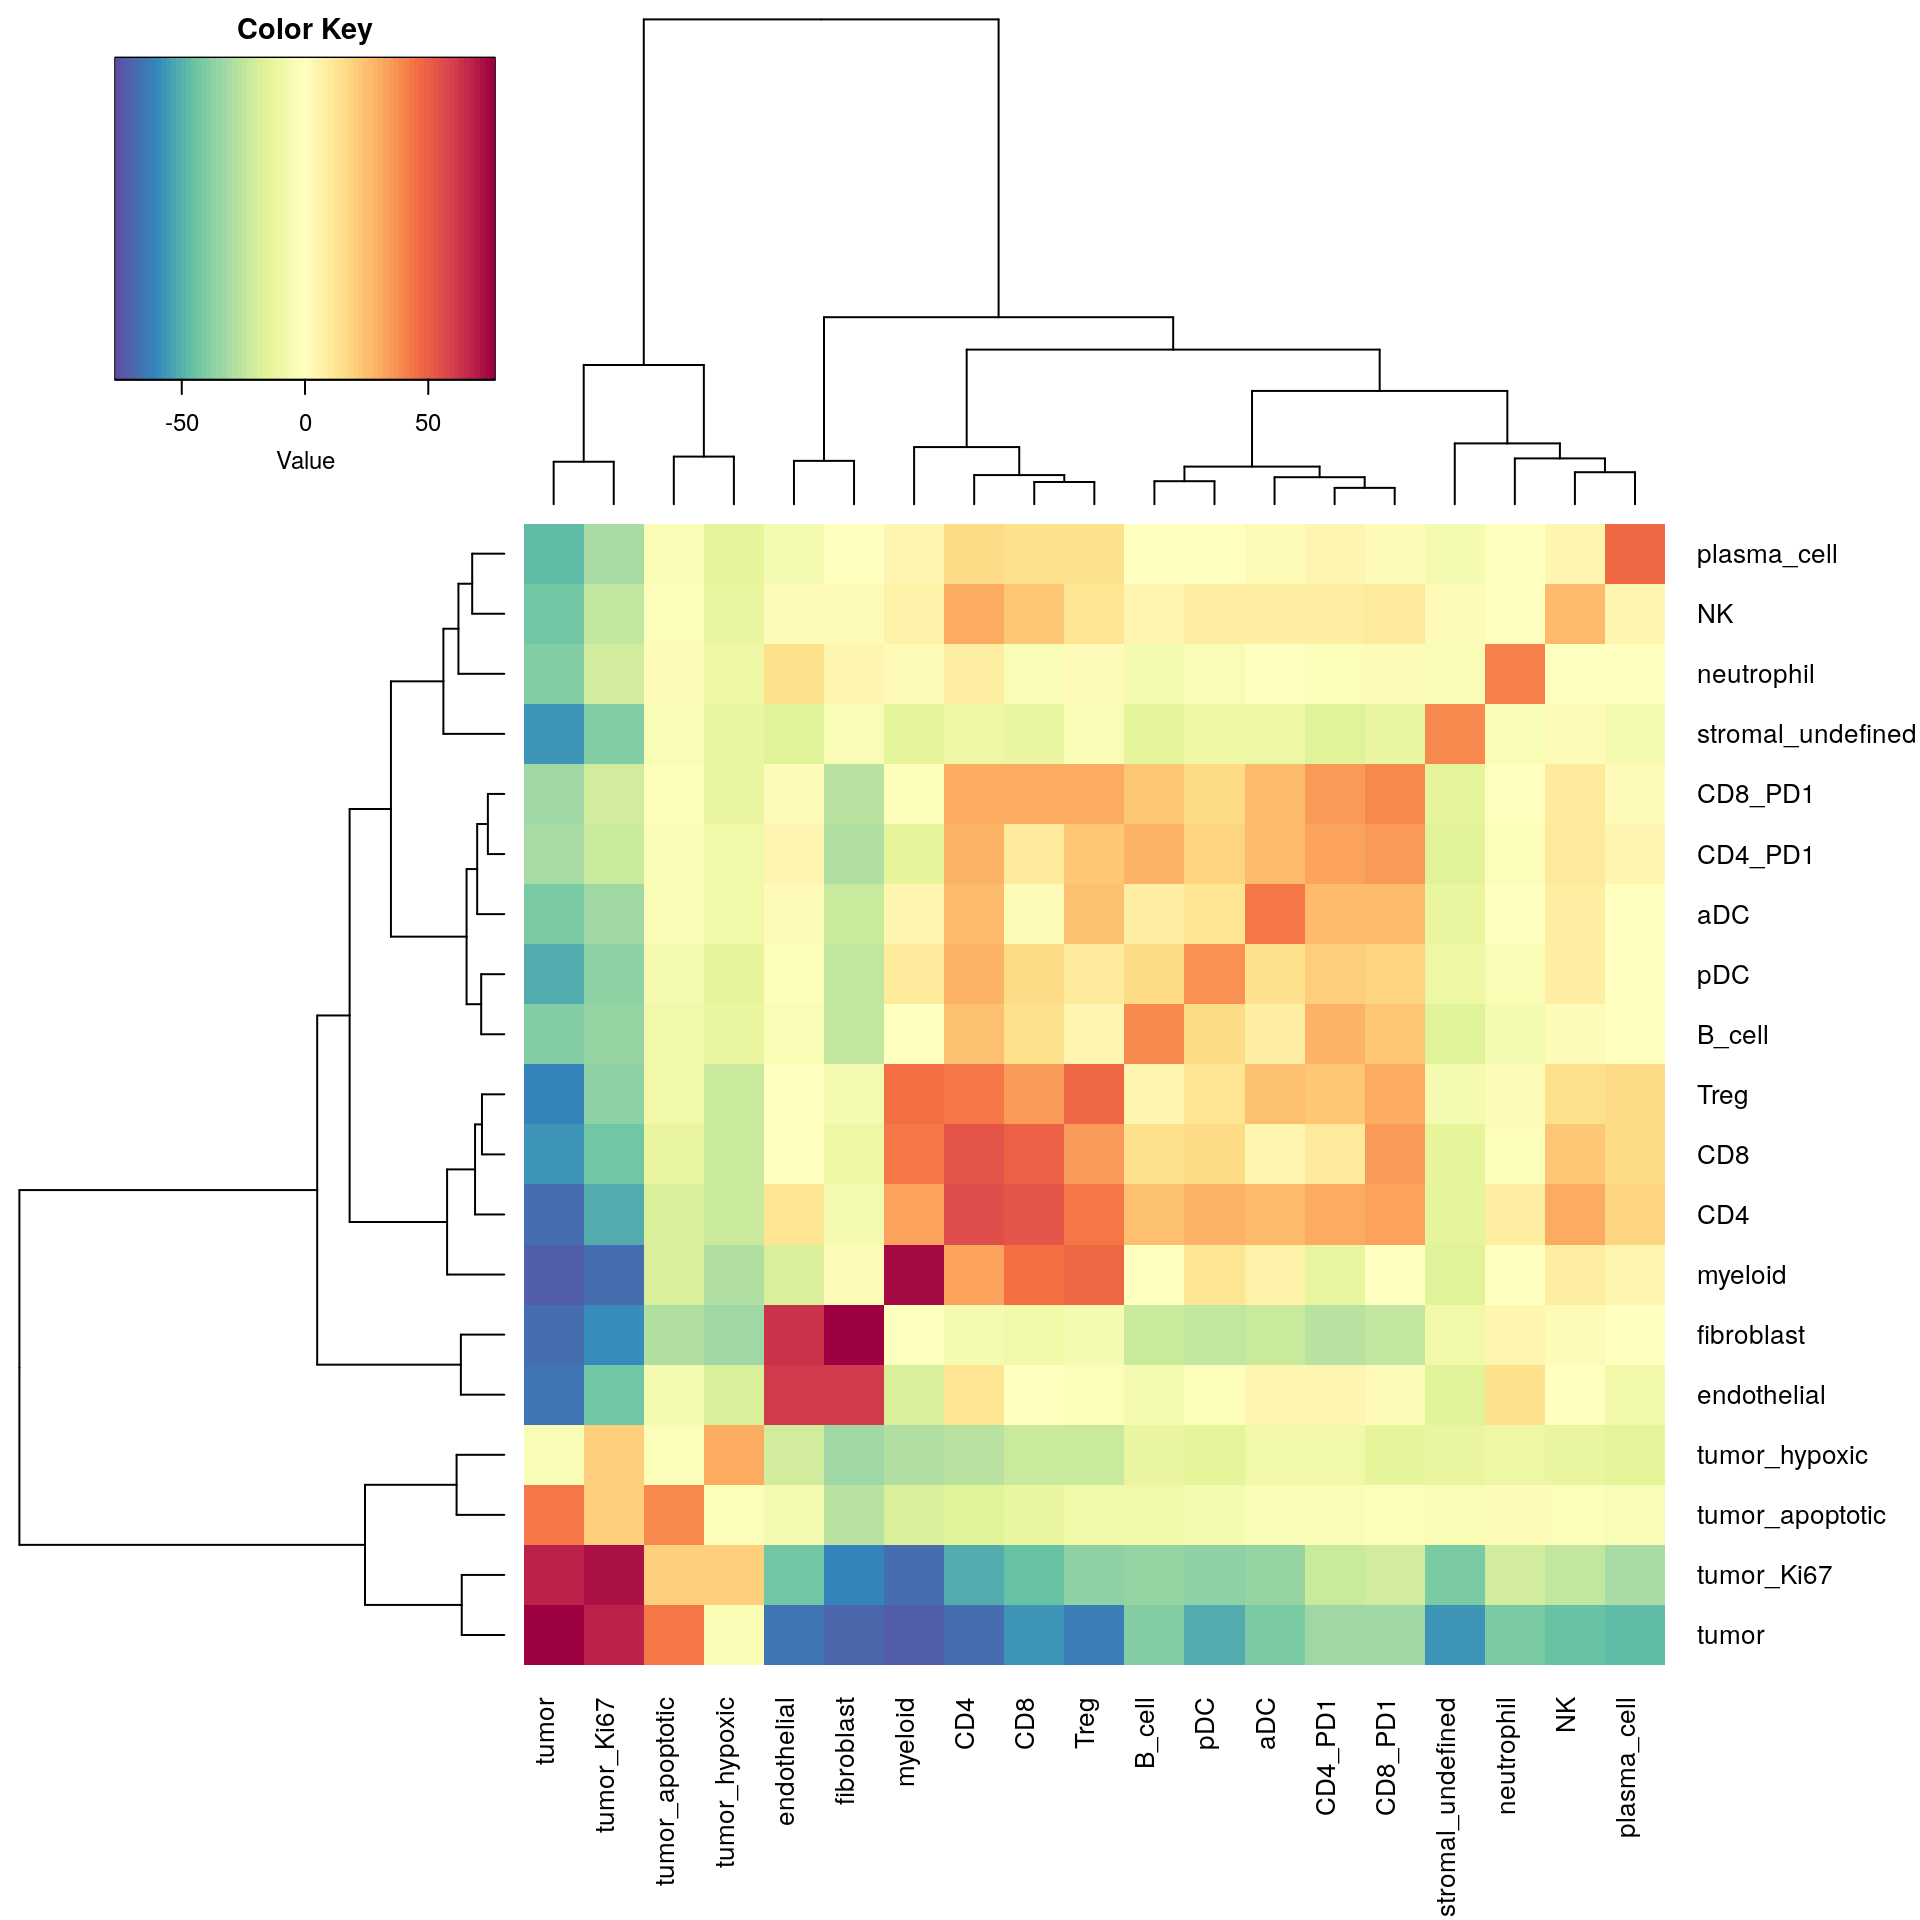 Color Key
-50 0 50
Value
plasma_cell
NK
neutrophil
stromal_undefined
CD8_PD1
CD4_PD1
aDC
pDC
B_cell
Treg
CD8
CD4
myeloid
fibroblast
endothelial
tumor_hypoxic
tumor_apoptotic
tumor_Ki67
tumor
tumor
tumor_Ki67
tumor_apoptotic
tumor_hypoxic
endothelial
fibroblast
myeloid
CD4
CD8
Treg
B_cell
pDC
aDC
CD4_PD1
CD8_PD1
stromal_undefined
neutrophil
NK
plasma_cell